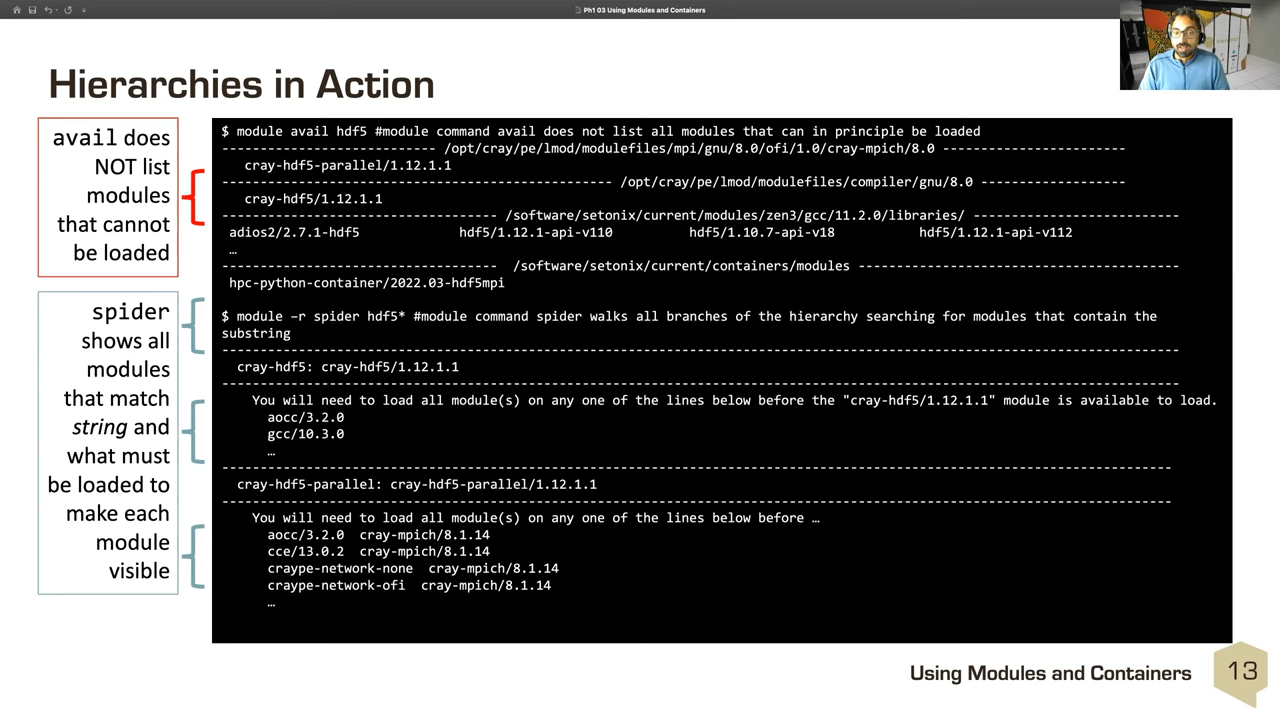 Ph1 03 Using Modules and Containers
Hierarchies in Action
avail does
NOT list
modules
that cannot
be loaded
spider
shows all
modules
that match
string and
what must
be loaded to
make each
module
visible
$ module avail hdf5 #module command avail does not list all modules that can in principle be loaded
---------------------------- /opt/cray/pe/lmod/modulefiles/mpi/gnu/8.0/ofi/1.0/cray-mpich/8.0 ------------------------
cray-hdf5-parallel/1.12.1.1
--------------------------------------------------- /opt/cray/pe/lmod/modulefiles/compiler/gnu/8.0 --------------------
cray-hdf5/1.12.1.1
------------------------------------ /software/setonix/current/modules/zen3/gcc/11.2.0/libraries/ ---------------------------
adios2/2.7.1-hdf5 hdf5/1.12.1-api-v110 hdf5/1.10.7-api-v18 hdf5/1.12.1-api-v112
…
------------------------------------ /software/setonix/current/containers/modules ------------------------------------------
hpc-python-container/2022.03-hdf5mpi
$ module –r spider hdf5* #module command spider walks all branches of the hierarchy searching for modules that contain the
substring
-----------------------------------------------------------------------------------------------------------------------------
cray-hdf5: cray-hdf5/1.12.1.1
-----------------------------------------------------------------------------------------------------------------------------
You will need to load all module(s) on any one of the lines below before the "cray-hdf5/1.12.1.1" module is available to load.
aocc/3.2.0
gcc/10.3.0
…
----------------------------------------------------------------------------------------------------------------------------
cray-hdf5-parallel: cray-hdf5-parallel/1.12.1.1
----------------------------------------------------------------------------------------------------------------------------
You will need to load all module(s) on any one of the lines below before …
aocc/3.2.0 cray-mpich/8.1.14
cce/13.0.2 cray-mpich/8.1.14
craype-network-none cray-mpich/8.1.14
craype-network-ofi cray-mpich/8.1.14
…
Using Modules and Containers
13